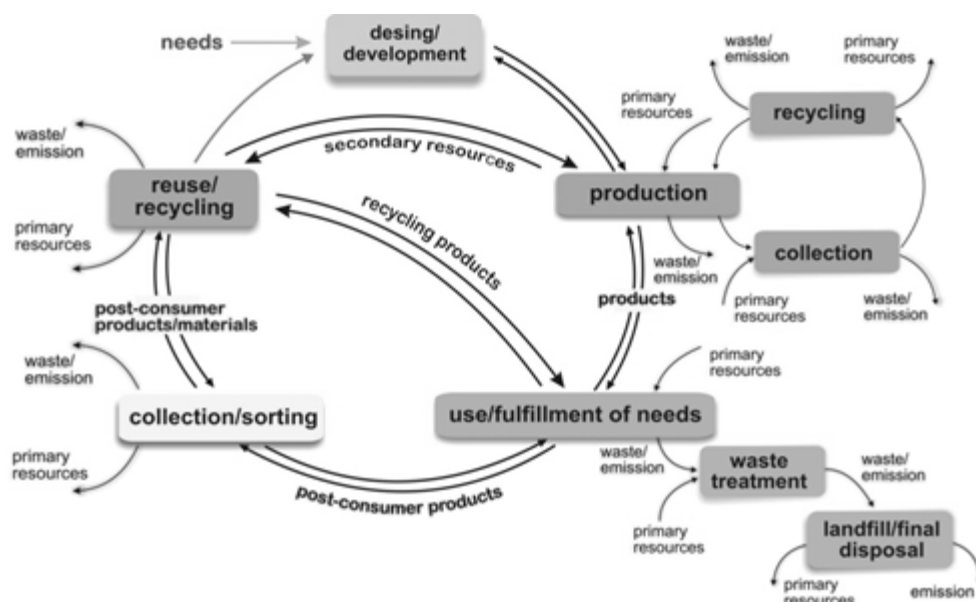 needs
desing/
development
waste/
emission
primary
resources
primary
resources
recycling
waste/
emission
secondary resources
reuse/
recycling
production
primary
resources
recycling products
waste/
emission
collection
post-consumer
products/materials
products
primary
resources
waste/
emission
waste/
emission
primary
resources
collection/sorting
use/fulfillment of needs
primary
resources
waste/
emission
waste
treatment
waste/
emission
post-consumer products
primary
resources
landfill/final
disposal
primary
resources
emission